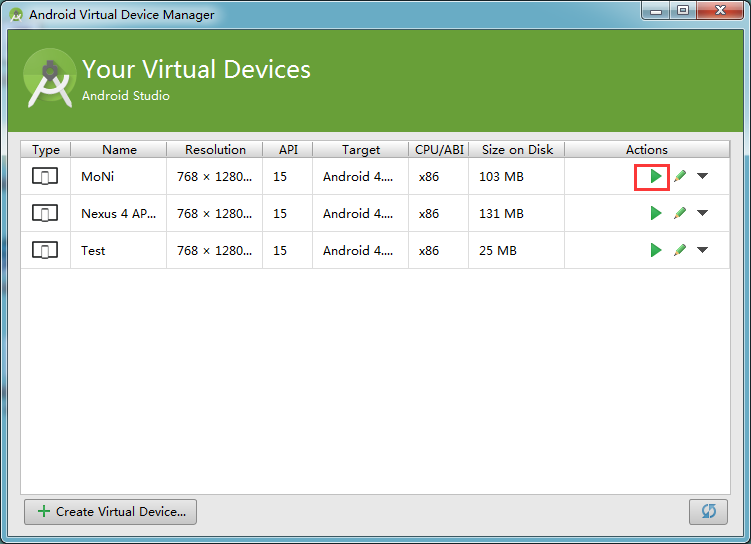 Android Virtual Device Manager
Your Virtual Devices
Android Studio
Type Name Resolution API Target CPU/ABI Size on Disk Actions
MoNi 768 × 1280... 15 Android 4.... x86 103 MB
Nexus 4 AP... 768 × 1280... 15 Android 4.... x86 131 MB
Test 768 × 1280... 15 Android 4.... x86 25 MB
Create Virtual Device...